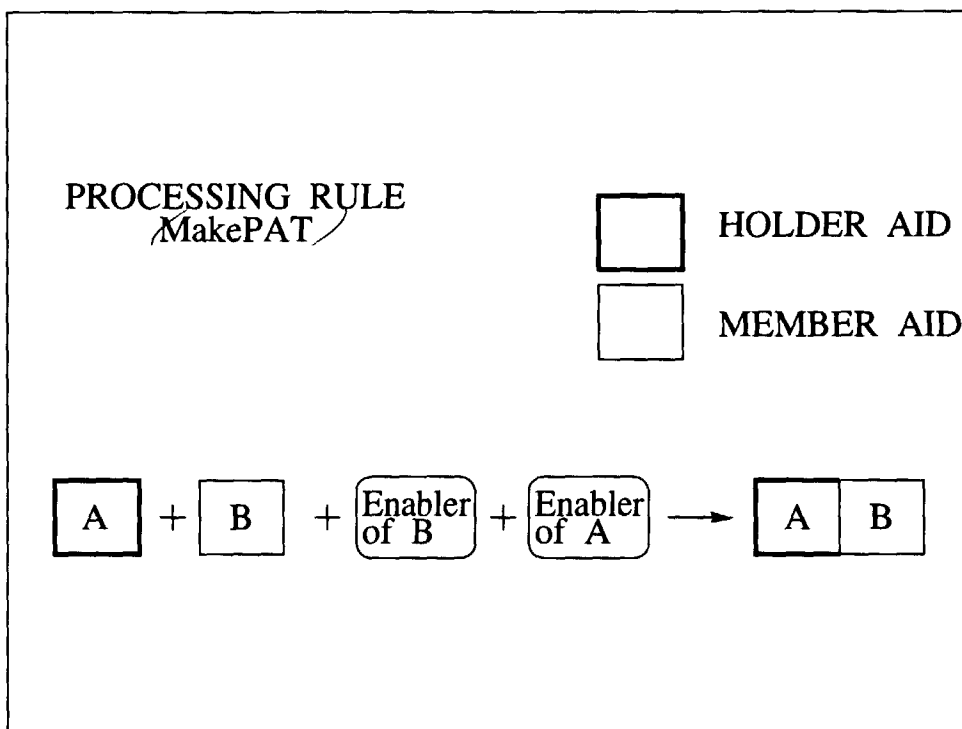 PROCESSING RULE
MakePAT
HOLDER AID
MEMBER AID
A + B + Enabler of B + Enabler of A → A B